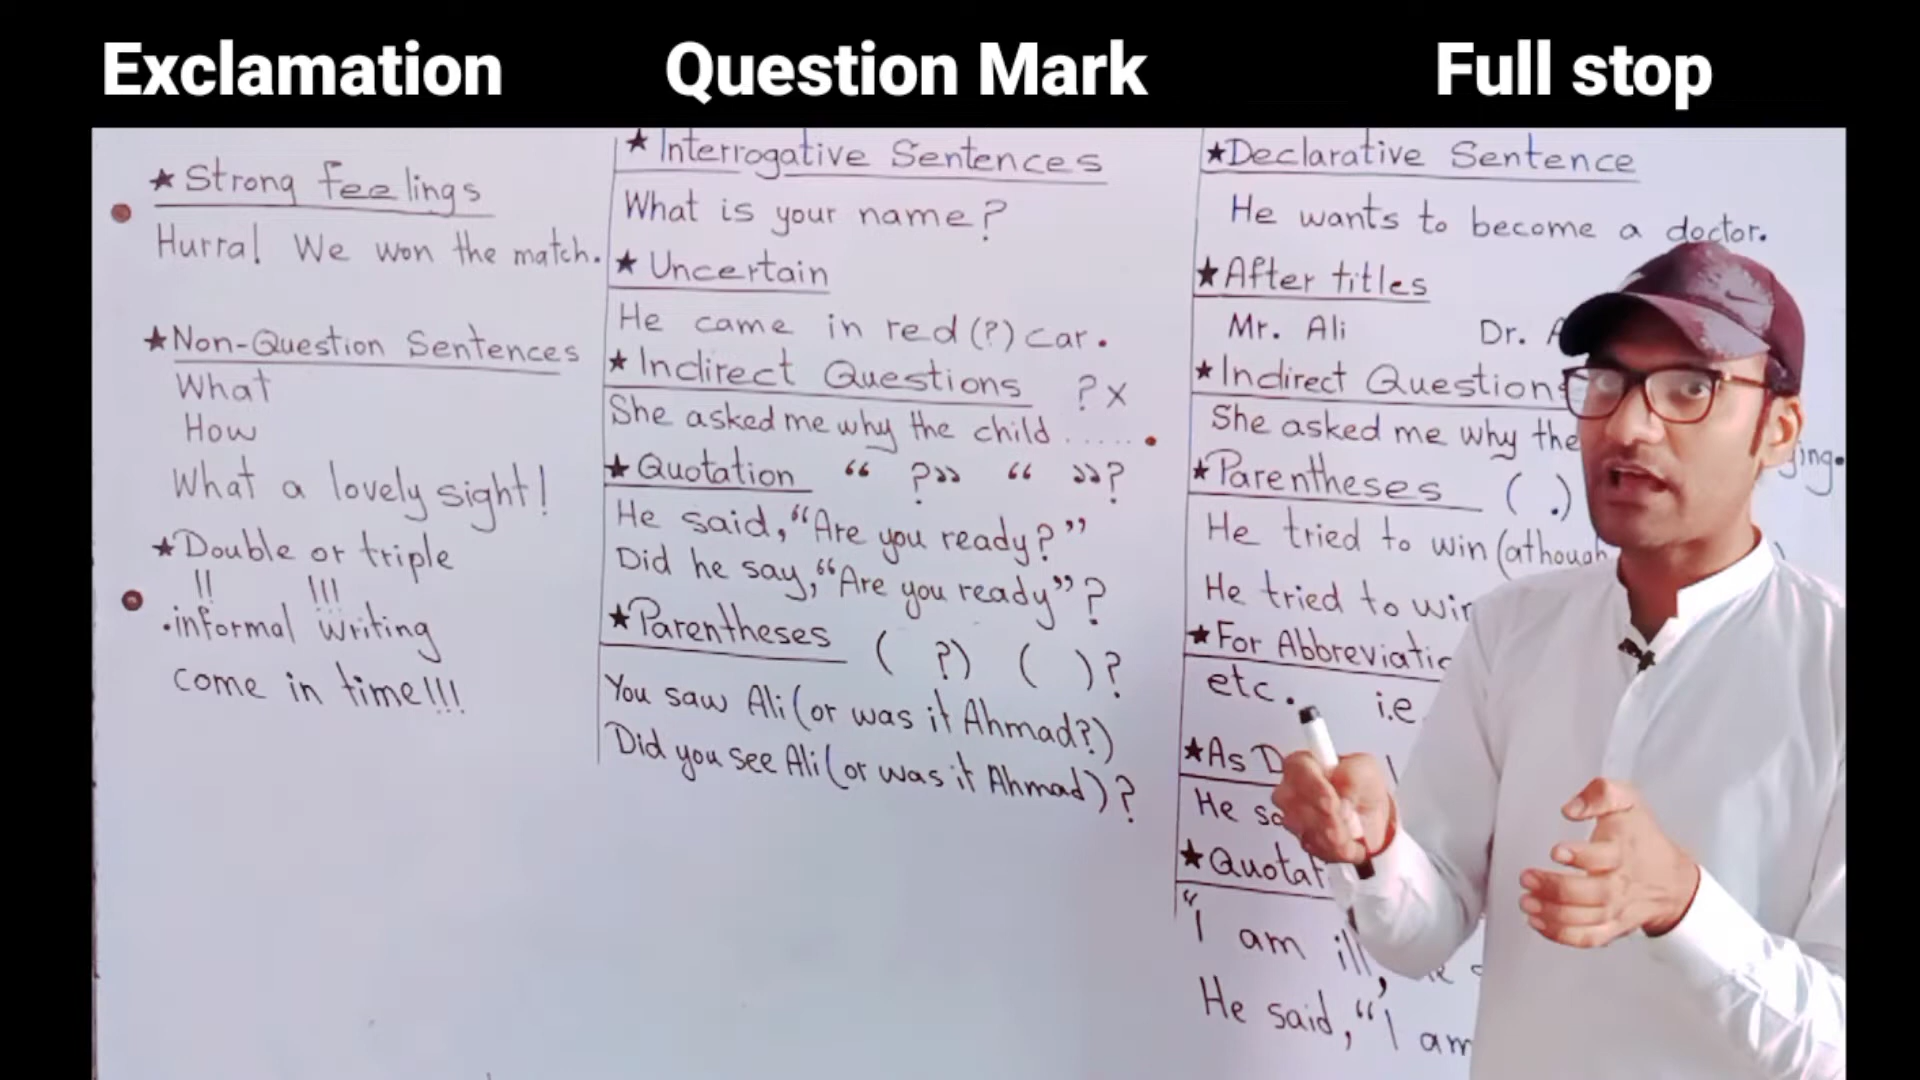 Exclamation
Question Mark
Full stop
★ Strong feelings
Hurra! We won the match.
★ Non-Question Sentences
What
How
What a lovely sight!
★ Double or triple
!! !!!
.informal writing
come in time!!!
★ Interrogative Sentences
What is your name?
★ Uncertain
He came in red (?) car.
★ Indirect Questions ? x
She asked me why the child ......
★ Quotation “ ?” “ ”?
He said, “Are you ready?”
Did he say, “Are you ready”?
★ Parentheses ( ?) ( )?
You saw Ali (or was it Ahmad?)
Did you see Ali (or was it Ahmad)?
★ Declarative Sentence
He wants to become a doctor.
★ After titles
Mr. Ali Dr.
★ Indirect Question
She asked me why the
★ Parentheses (.)
He tried to win (athough
He tried to win
★ For
etc. i.e
★ As
He
★
“I am ill,
He said, “I am